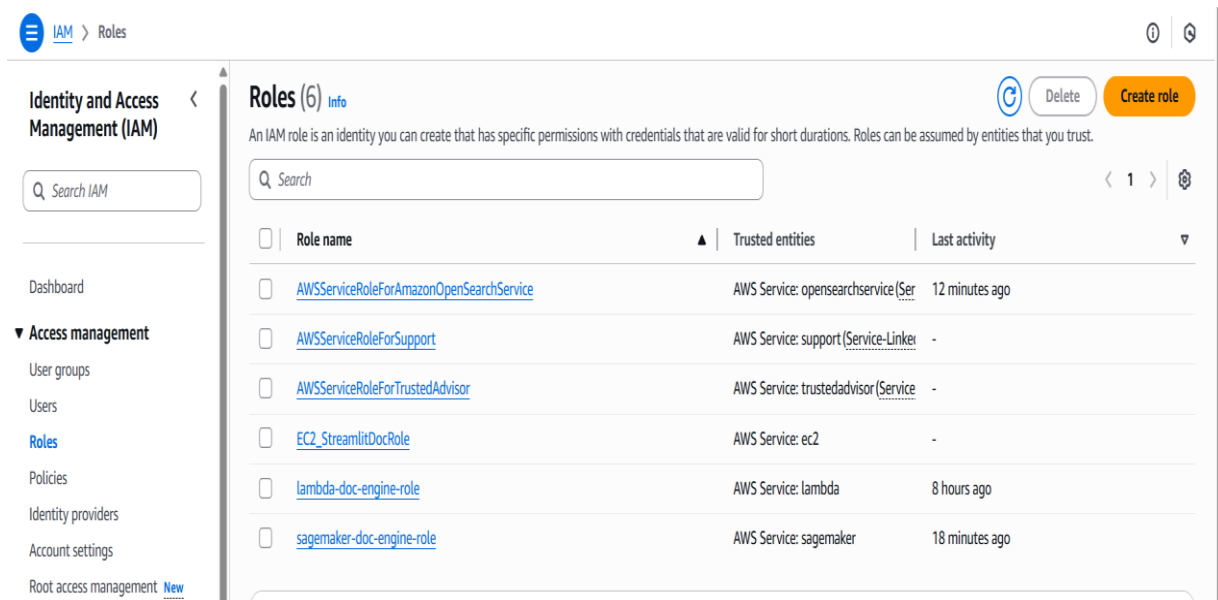 IAM > Roles
Identity and Access
Management (IAM)
Search IAM
Dashboard
Access management
User groups
Users
Roles
Policies
Identity providers
Account settings
Root access management New
Roles (6) Info
Delete
Create role
An IAM role is an identity you can create that has specific permissions with credentials that are valid for short durations. Roles can be assumed by entities that you trust.
Search
< 1 >
Role name Trusted entities Last activity
AWSServiceRoleForAmazonOpenSearchService AWS Service: opensearchservice (Ser 12 minutes ago
AWSServiceRoleForSupport AWS Service: support (Service-Linked -
AWSServiceRoleForTrustedAdvisor AWS Service: trustedadvisor (Service -
EC2_StreamlitDocRole AWS Service: ec2 -
lambda-doc-engine-role AWS Service: lambda 8 hours ago
sagemaker-doc-engine-role AWS Service: sagemaker 18 minutes ago